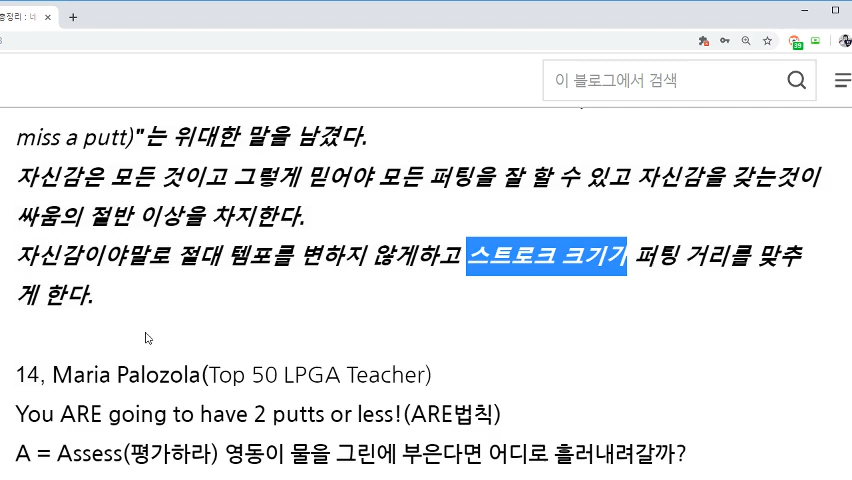 총정리 : 네
39
이 블로그에서 검색
miss a putt)"는 위대한 말을 남겼다.
자신감은 모든 것이고 그렇게 믿어야 모든 퍼팅을 잘 할 수 있고 자신감을 갖는것이
싸움의 절반 이상을 차지한다.
자신감이야말로 절대 템포를 변하지 않게하고 스트로크 크기가 퍼팅 거리를 맞추
게 한다.
14, Maria Palozola(Top 50 LPGA Teacher)
You ARE going to have 2 putts or less!(ARE법칙)
A = Assess(평가하라) 영동이 물을 그린에 부은다면 어디로 흘러내려갈까?